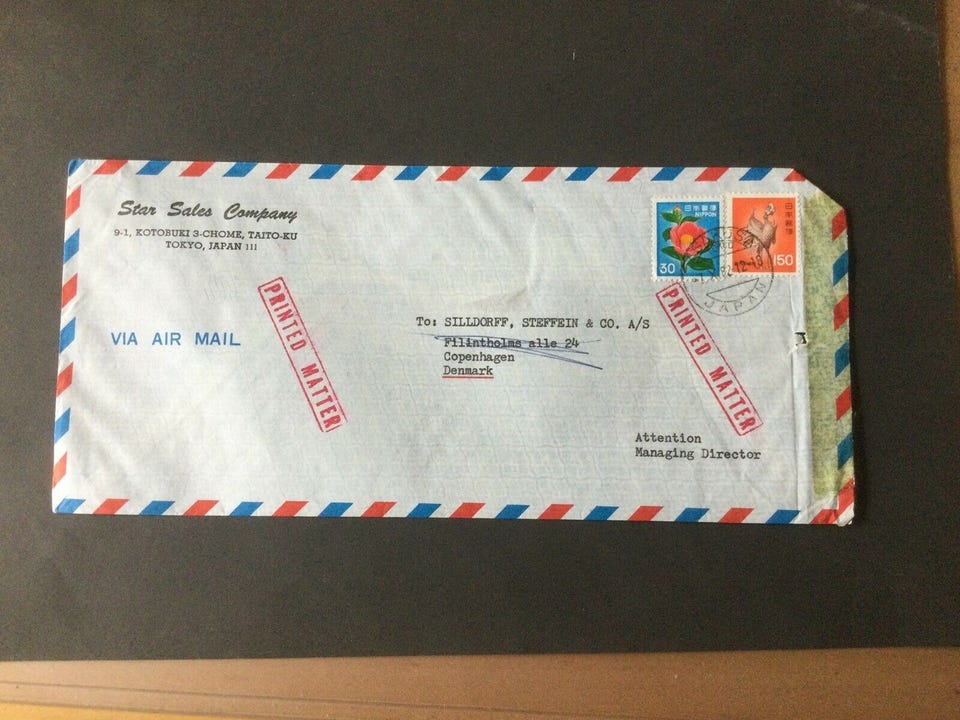 Star Sales Company
9-1, KOTOBUKI 3-CHOME, TAITO-KU
TOKYO, JAPAN 111
日本郵便
NIPPON
30
日本郵便
150
JAPAN
VIA AIR MAIL
PRINTED MATTER
PRINTED MATTER
To: SILLDORFF, STEFFEIN & CO. A/S
Filintholms alle 24
Copenhagen
Denmark
Attention
Managing Director